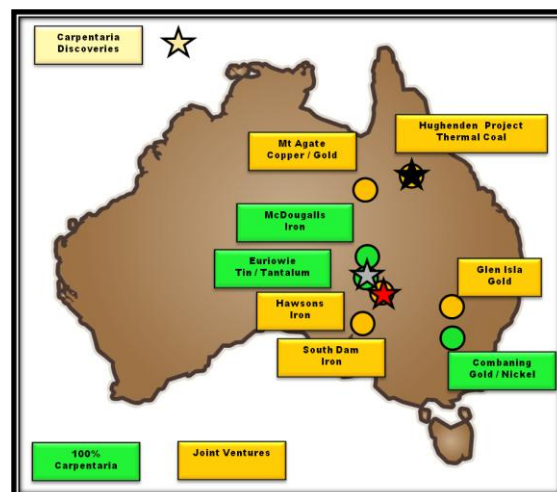 Carpentaria
Discoveries
Hughenden Project
Thermal Coal
Mt Agate
Copper / Gold
McDougalls
Iron
Euriowie
Tin / Tantalum
Glen Isla
Gold
Hawsons
Iron
South Dam
Iron
Combaning
Gold / Nickel
100%
Carpentaria
Joint Ventures